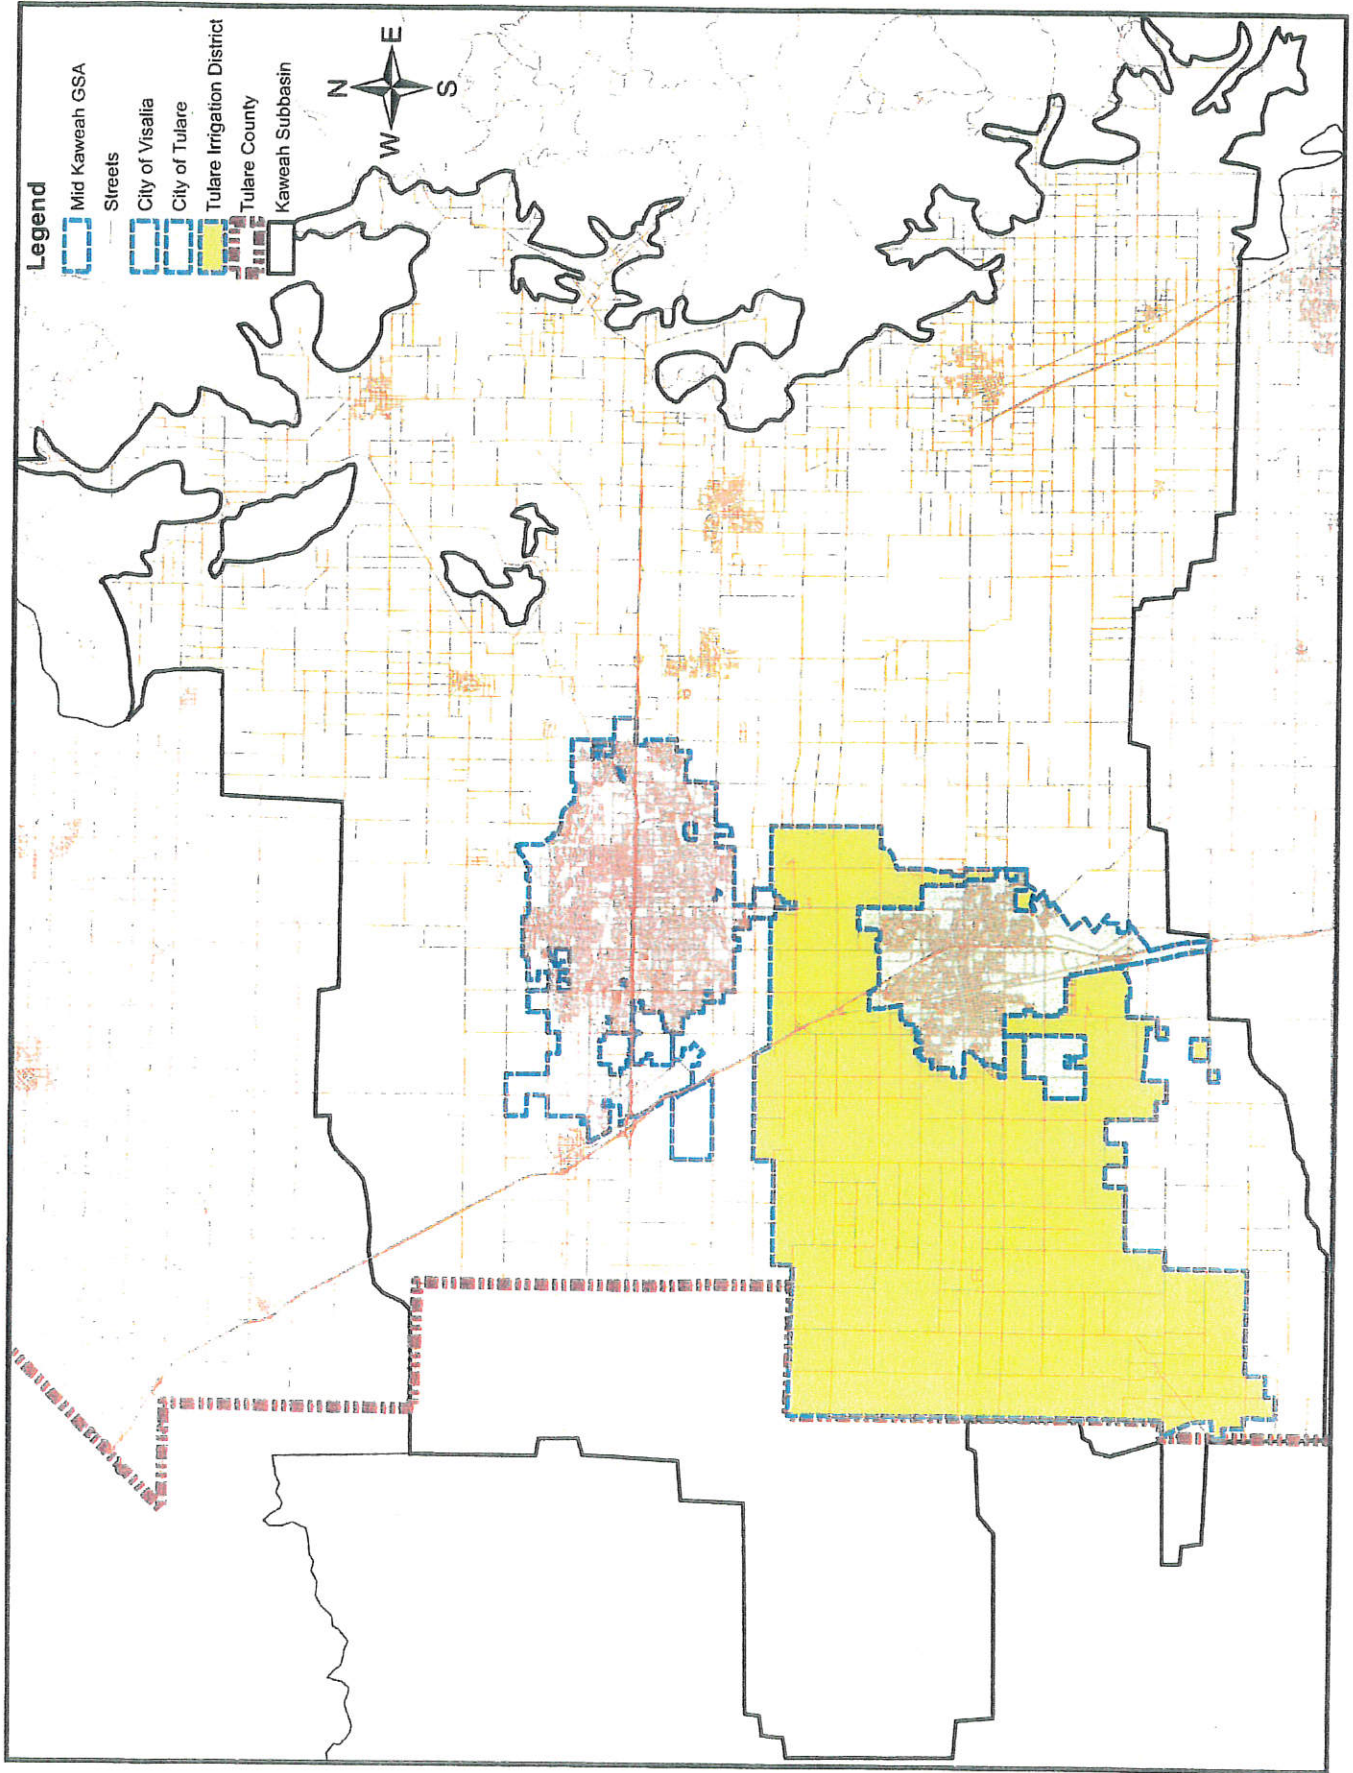 Legend
Mid Kaweah GSA
Streets
City of Visalia
City of Tulare
Tulare Irrigation District
Tulare County
Kaweah Subbasin
N
W
E
S